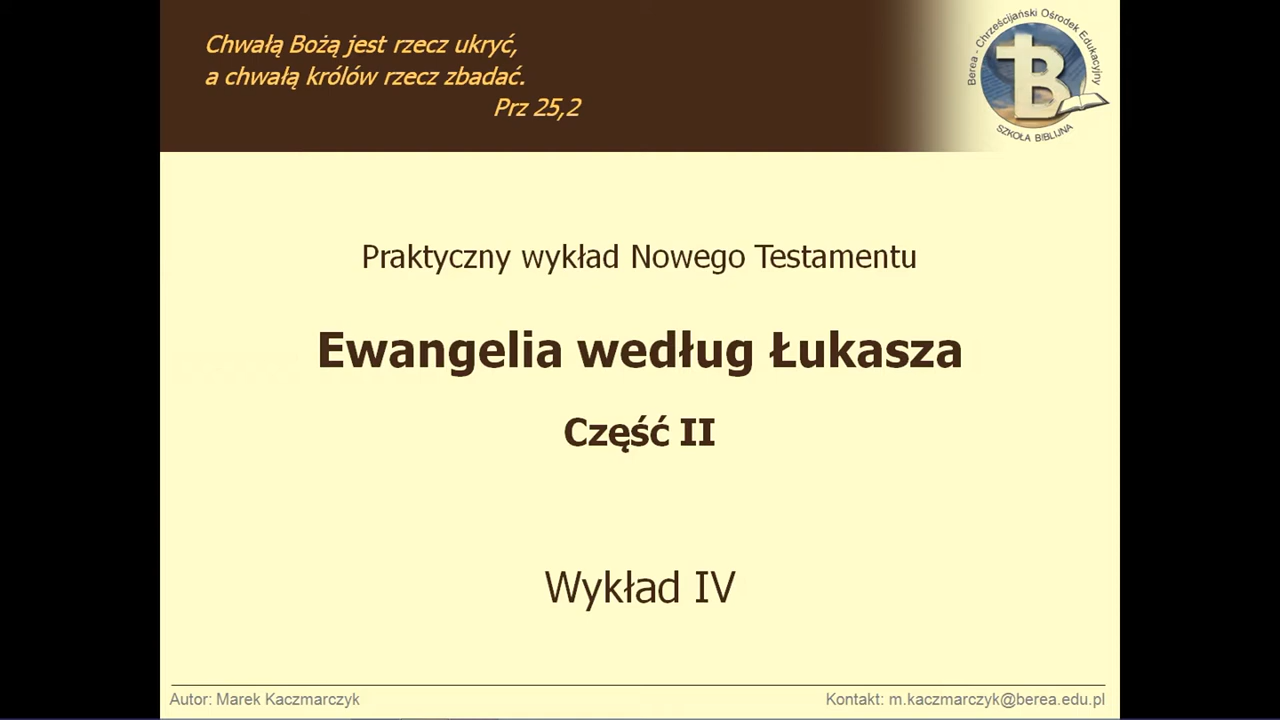 Chwałą Bożą jest rzecz ukryć,
a chwałą królów rzecz zbadać.
Prz 25,2
Berea - Chrześcijański Ośrodek Edukacyjny
B
SZKOŁA BIBLIJNA
Praktyczny wykład Nowego Testamentu
Ewangelia według Łukasza
Część II
Wykład IV
Autor: Marek Kaczmarczyk
Kontakt: m.kaczmarczyk@berea.edu.pl